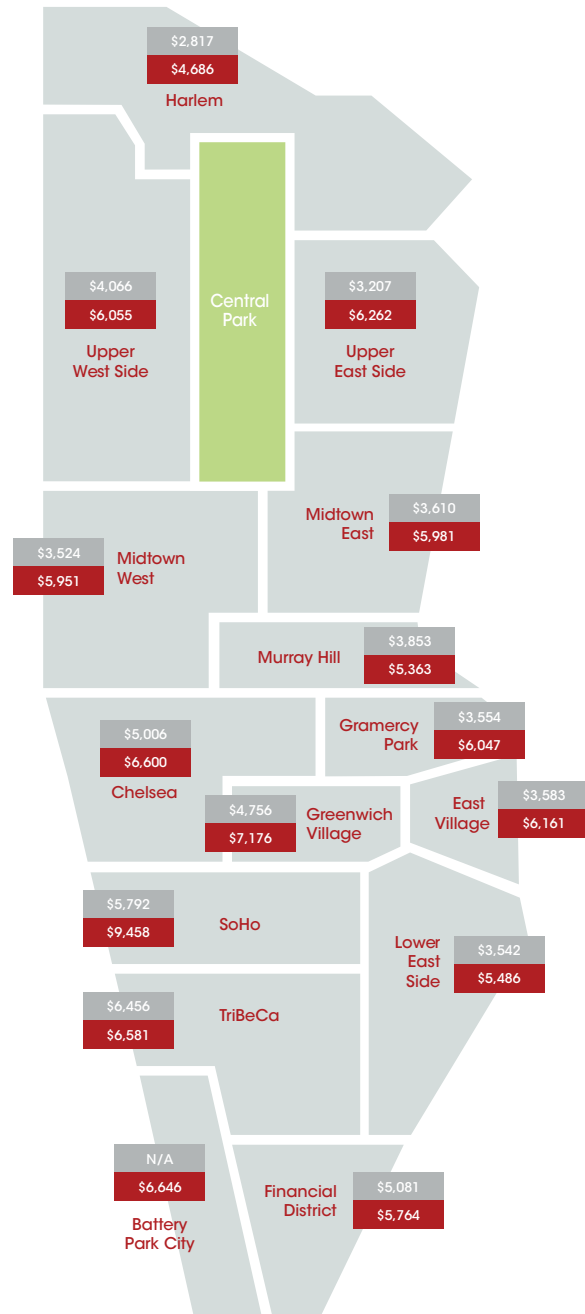 $2,817
$4,686
Harlem
$4,066
$6,055
Upper
West Side
Central
Park
$3,207
$6,262
Upper
East Side
Midtown
East
$3,610
$5,981
$3,524
$5,951
Midtown
West
Murray Hill
$3,853
$5,363
$5,006
$6,600
Chelsea
Gramercy
Park
$3,554
$6,047
$4,756
$7,176
Greenwich
Village
East
Village
$3,583
$6,161
$5,792
$9,458
SoHo
Lower
East
Side
$3,542
$5,486
$6,456
$6,581
TriBeCa
N/A
$6,646
Battery
Park City
Financial
District
$5,081
$5,764